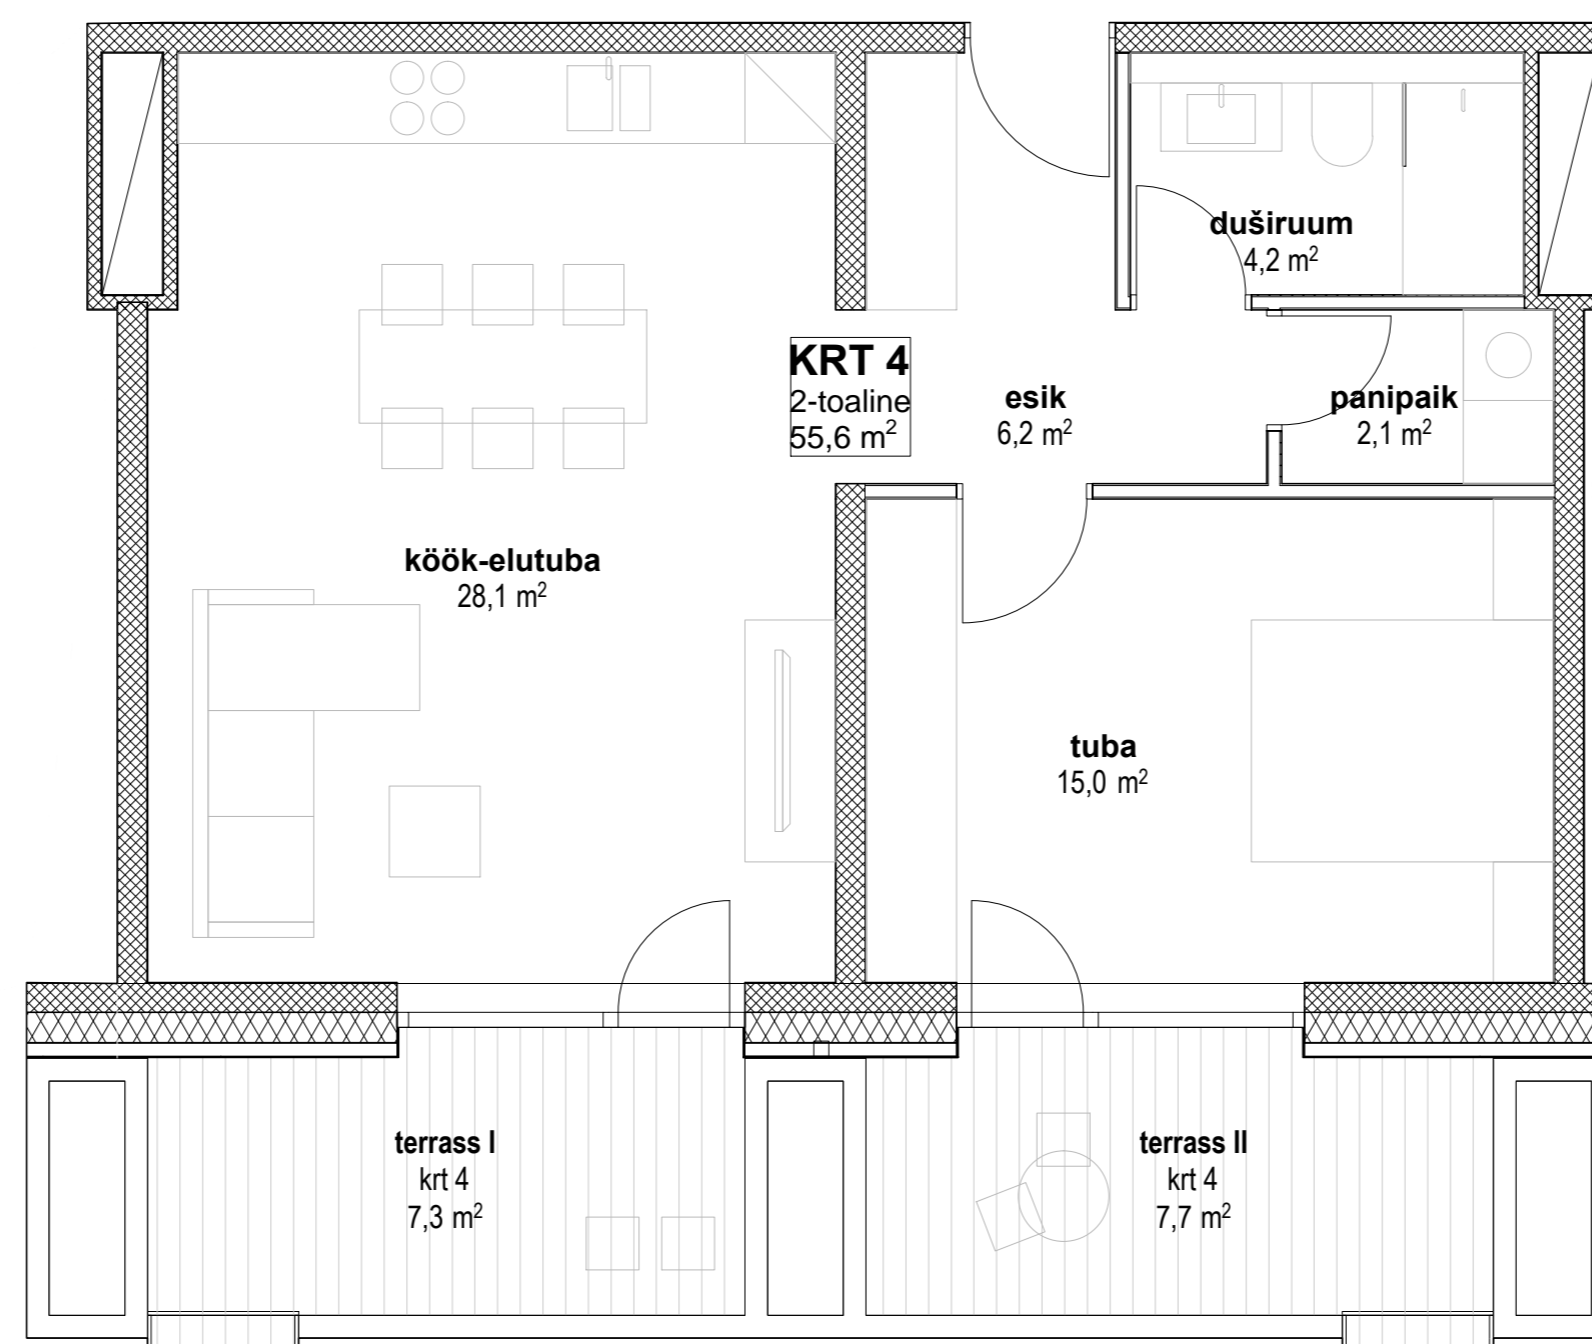 duširuum
4,2 m²
KRT 4
2-toaline
55,6 m²
esik
6,2 m²
panipaik
2,1 m²
köök-elutuba
28,1 m²
tuba
15,0 m²
terrass I
krt 4
7,3 m²
terrass II
krt 4
7,7 m²